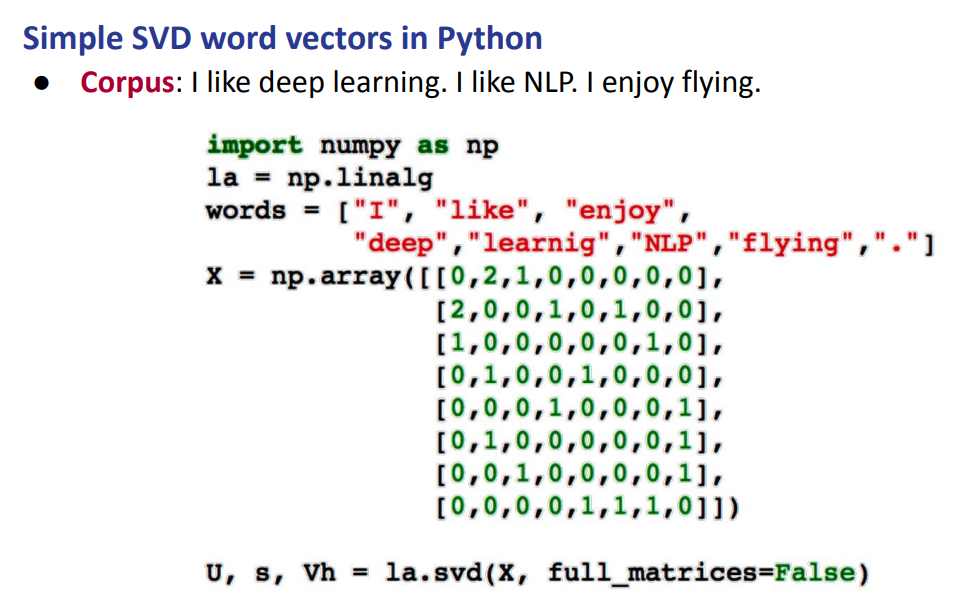 Simple SVD word vectors in Python
● Corpus: I like deep learning. I like NLP. I enjoy flying.
import numpy as np
la = np.linalg
words = ["I", "like", "enjoy",
"deep","learnig","NLP","flying","."]
X = np.array([[0,2,1,0,0,0,0,0],
[2,0,0,1,0,1,0,0],
[1,0,0,0,0,0,1,0],
[0,1,0,0,1,0,0,0],
[0,0,0,1,0,0,0,1],
[0,1,0,0,0,0,0,1],
[0,0,1,0,0,0,0,1],
[0,0,0,0,1,1,1,0]])
U, s, Vh = la.svd(X, full_matrices=False)